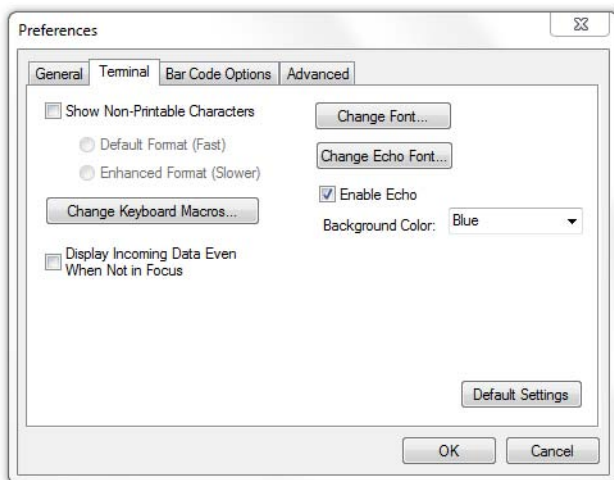 Preferences
General Terminal Bar Code Options Advanced
Show Non-Printable Characters
Default Format (Fast)
Enhanced Format (Slower)
Change Keyboard Macros...
Display Incoming Data Even
When Not in Focus
Change Font...
Change Echo Font...
Enable Echo
Background Color: Blue
Default Settings
OK Cancel